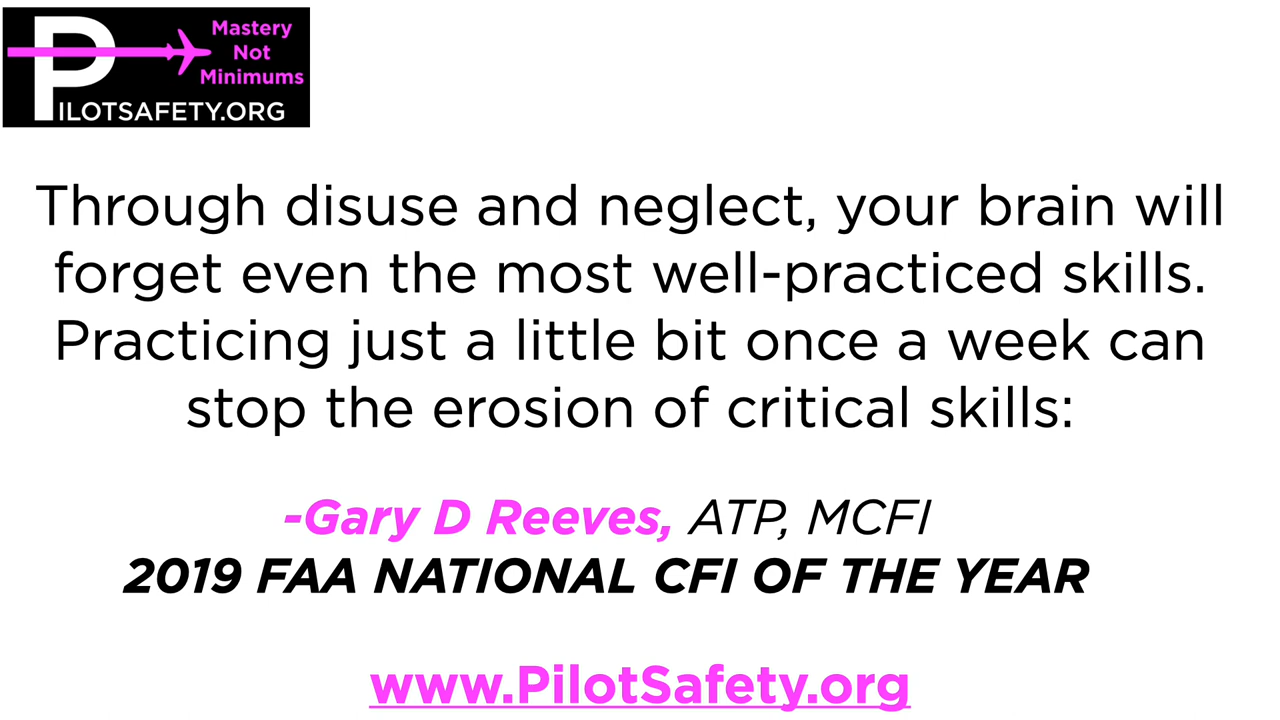 Mastery
Not
Minimums
PILOTSAFETY.ORG
Through disuse and neglect, your brain will
forget even the most well-practiced skills.
Practicing just a little bit once a week can
stop the erosion of critical skills:
-Gary D Reeves, ATP, MCFI
2019 FAA NATIONAL CFI OF THE YEAR
www.PilotSafety.org